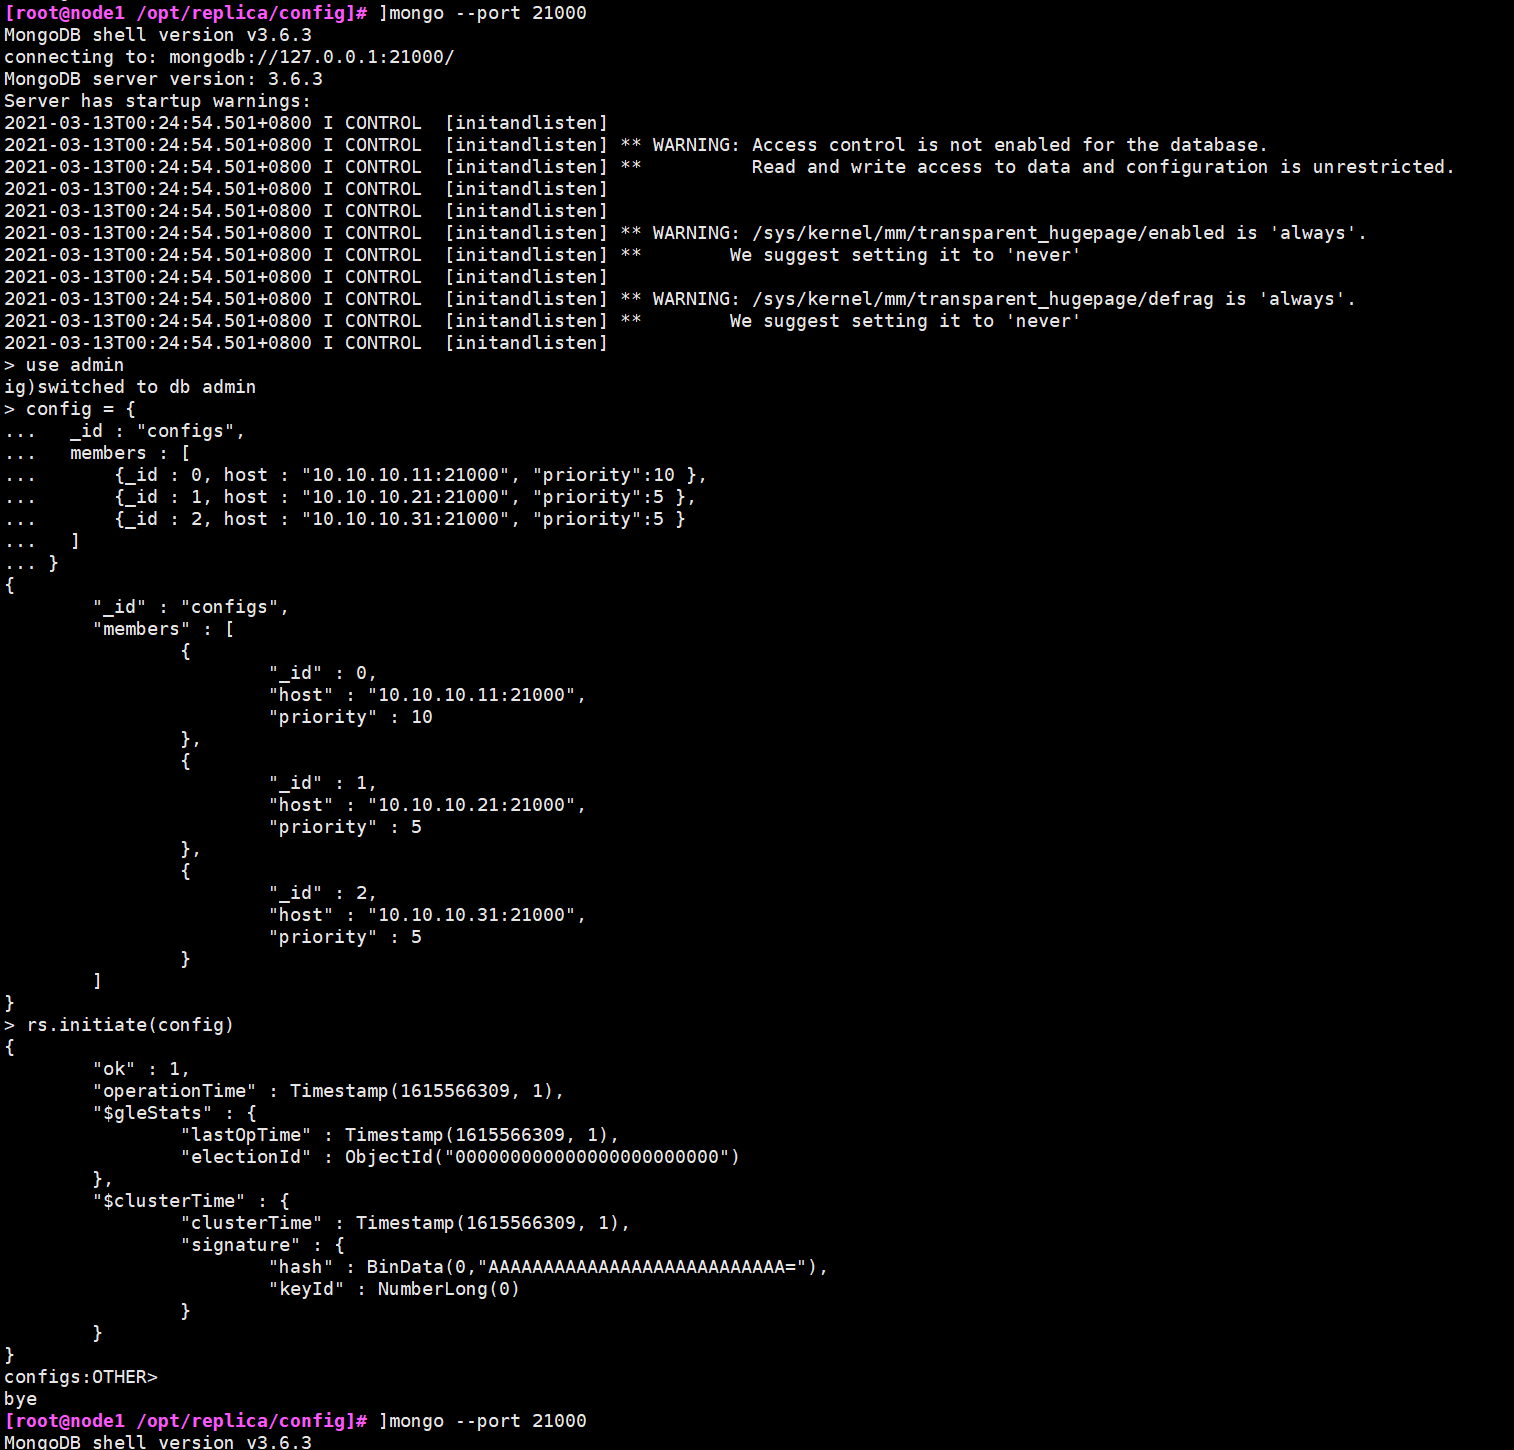 [root@node1 /opt/replica/config]# ]mongo --port 21000
MongoDB shell version v3.6.3
connecting to: mongodb://127.0.0.1:21000/
MongoDB server version: 3.6.3
Server has startup warnings:
2021-03-13T00:24:54.501+0800 I CONTROL  [initandlisten]
2021-03-13T00:24:54.501+0800 I CONTROL  [initandlisten] ** WARNING: Access control is not enabled for the database.
2021-03-13T00:24:54.501+0800 I CONTROL  [initandlisten] **          Read and write access to data and configuration is unrestricted.
2021-03-13T00:24:54.501+0800 I CONTROL  [initandlisten]
2021-03-13T00:24:54.501+0800 I CONTROL  [initandlisten]
2021-03-13T00:24:54.501+0800 I CONTROL  [initandlisten] ** WARNING: /sys/kernel/mm/transparent_hugepage/enabled is 'always'.
2021-03-13T00:24:54.501+0800 I CONTROL  [initandlisten] **        We suggest setting it to 'never'
2021-03-13T00:24:54.501+0800 I CONTROL  [initandlisten]
2021-03-13T00:24:54.501+0800 I CONTROL  [initandlisten] ** WARNING: /sys/kernel/mm/transparent_hugepage/defrag is 'always'.
2021-03-13T00:24:54.501+0800 I CONTROL  [initandlisten] **        We suggest setting it to 'never'
2021-03-13T00:24:54.501+0800 I CONTROL  [initandlisten]
> use admin
ig)switched to db admin
> config = {
...   _id : "configs",
...   members : [
...       {_id : 0, host : "10.10.10.11:21000", "priority":10 },
...       {_id : 1, host : "10.10.10.21:21000", "priority":5 },
...       {_id : 2, host : "10.10.10.31:21000", "priority":5 }
...   ]
... }
{
        "_id" : "configs",
        "members" : [
                {
                        "_id" : 0,
                        "host" : "10.10.10.11:21000",
                        "priority" : 10
                },
                {
                        "_id" : 1,
                        "host" : "10.10.10.21:21000",
                        "priority" : 5
                },
                {
                        "_id" : 2,
                        "host" : "10.10.10.31:21000",
                        "priority" : 5
                }
        ]
}
> rs.initiate(config)
{
        "ok" : 1,
        "operationTime" : Timestamp(1615566309, 1),
        "$gleStats" : {
                "lastOpTime" : Timestamp(1615566309, 1),
                "electionId" : ObjectId("000000000000000000000000")
        },
        "$clusterTime" : {
                "clusterTime" : Timestamp(1615566309, 1),
                "signature" : {
                        "hash" : BinData(0,"AAAAAAAAAAAAAAAAAAAAAAAAAAA="),
                        "keyId" : NumberLong(0)
                }
        }
}
configs:OTHER>
bye
[root@node1 /opt/replica/config]# ]mongo --port 21000
MongoDB shell version v3.6.3